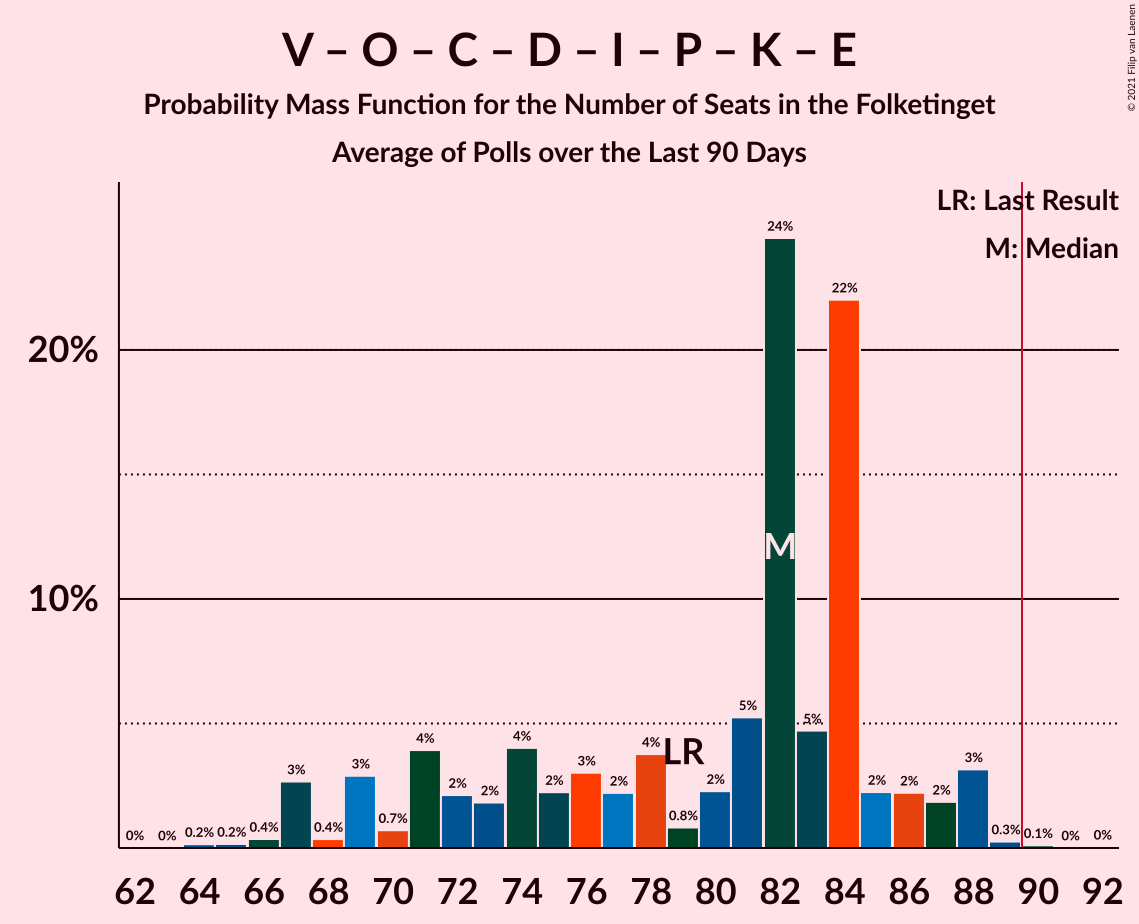 © 2021 Filip van Laenen
V – O – C – D – I – P – K – E
Probability Mass Function for the Number of Seats in the Folketinget
Average of Polls over the Last 90 Days
LR: Last Result
M: Median
20%
10%
0% 0% 0.2% 0.2% 0.4% 3% 0.4% 3% 0.7% 4% 2% 2% 4% 2% 3% 2% 4% 0.8% 2% 5% 24% 5% 22% 2% 2% 2% 3% 0.3% 0.1% 0% 0%
LR
M
62 64 66 68 70 72 74 76 78 80 82 84 86 88 90 92